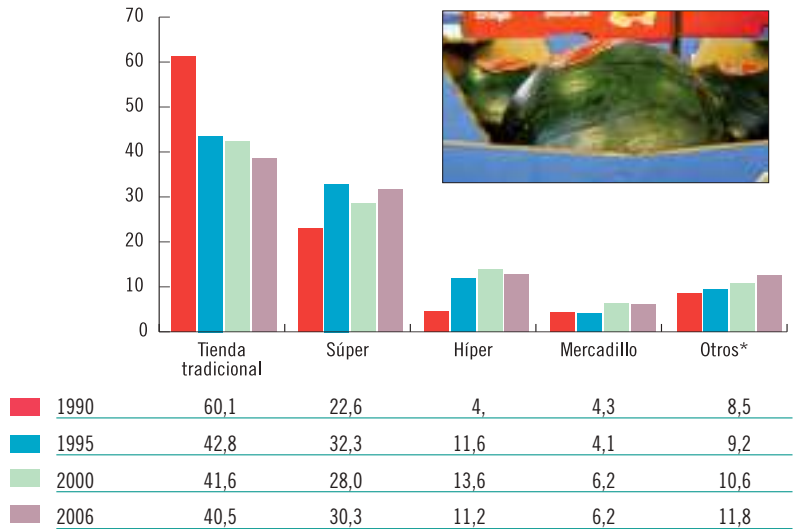 70
60
50
40
30
20
10
0
Tienda tradicional Súper Híper Mercadillo Otros*
1990 60,1 22,6 4, 4,3 8,5
1995 42,8 32,3 11,6 4,1 9,2
2000 41,6 28,0 13,6 6,2 10,6
2006 40,5 30,3 11,2 6,2 11,8